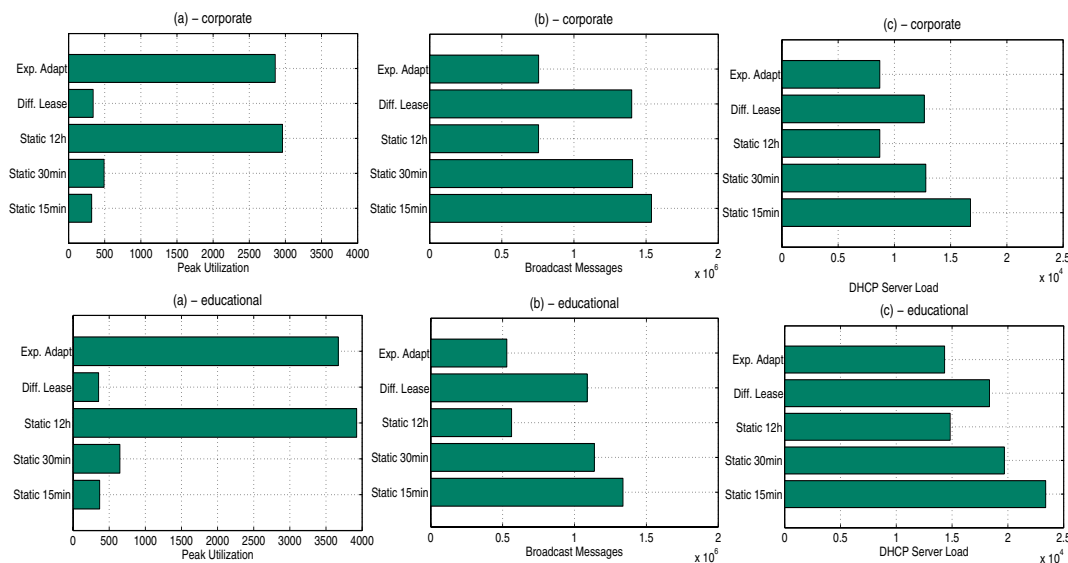 (a) – corporate
Exp. Adapt
Diff. Lease
Static 12h
Static 30min
Static 15min
0 500 1000 1500 2000 2500 3000 3500 4000
Peak Utilization
(b) – corporate
Exp. Adapt
Diff. Lease
Static 12h
Static 30min
Static 15min
0 0.5 1 1.5 2
x 10^6
Broadcast Messages
(c) – corporate
Exp. Adapt
Diff. Lease
Static 12h
Static 30min
Static 15min
0 0.5 1 1.5 2 2.5
x 10^4
DHCP Server Load
(a) – educational
Exp. Adapt
Diff. Lease
Static 12h
Static 30min
Static 15min
0 500 1000 1500 2000 2500 3000 3500 4000
Peak Utilization
(b) – educational
Exp. Adapt
Diff. Lease
Static 12h
Static 30min
Static 15min
0 0.5 1 1.5 2
x 10^6
Broadcast Messages
(c) – educational
Exp. Adapt
Diff. Lease
Static 12h
Static 30min
Static 15min
0 0.5 1 1.5 2 2.5
x 10^4
DHCP Server Load